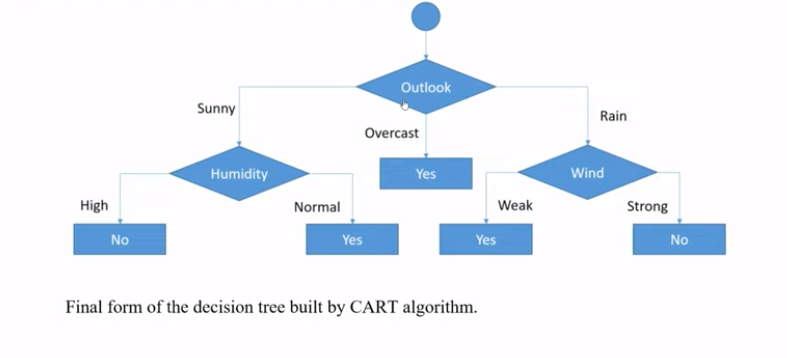 Outlook
Sunny
Overcast
Rain
Humidity
Yes
Wind
High
Normal
Weak
Strong
No
Yes
Yes
No
Final form of the decision tree built by CART algorithm.